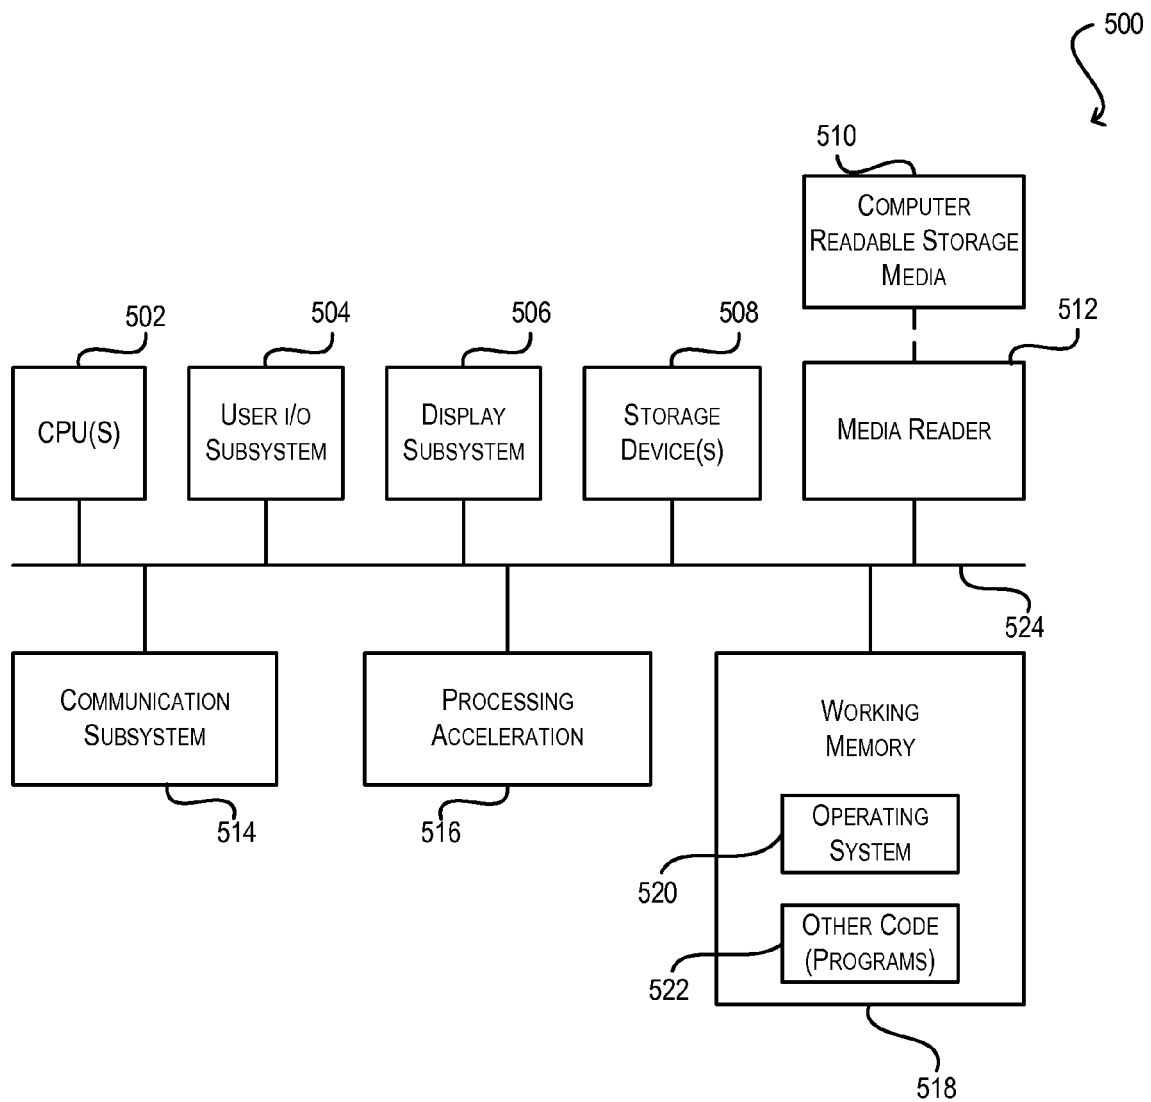 500
510
COMPUTER
READABLE STORAGE
MEDIA
502
504
506
508
512
CPU(S)
USER I/O
SUBSYSTEM
DISPLAY
SUBSYSTEM
STORAGE
DEVICE(S)
MEDIA READER
524
COMMUNICATION
SUBSYSTEM
PROCESSING
ACCELERATION
WORKING
MEMORY
514
516
OPERATING
SYSTEM
520
OTHER CODE
(PROGRAMS)
522
518